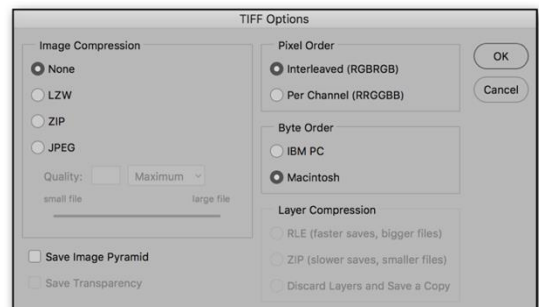 TIFF Options
Image Compression
None
LZW
ZIP
JPEG
Quality:
Maximum
small file
large file
Save Image Pyramid
Save Transparency
Pixel Order
Interleaved (RGBRGB)
Per Channel (RRGGBB)
Byte Order
IBM PC
Macintosh
Layer Compression
RLE (faster saves, bigger files)
ZIP (slower saves, smaller files)
Discard Layers and Save a Copy
OK
Cancel